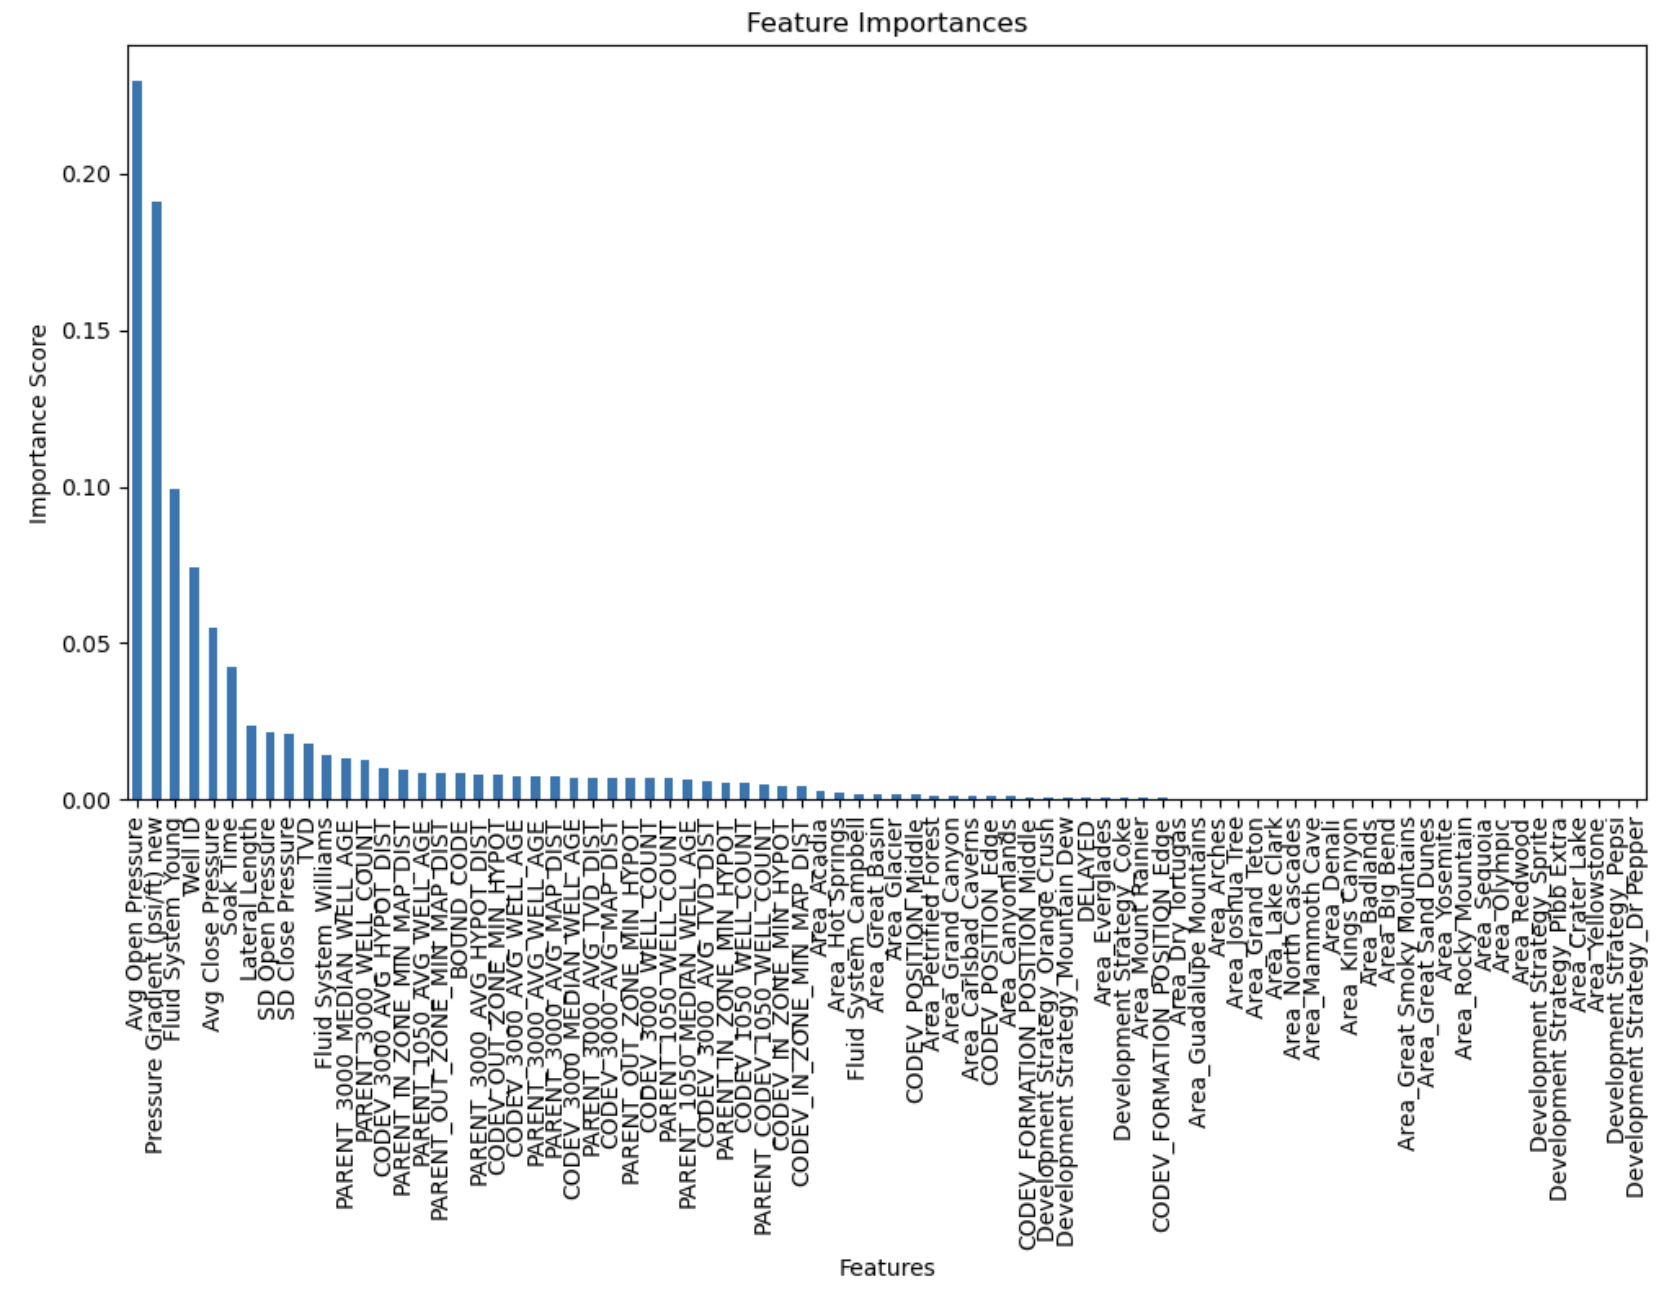 Feature Importances
Importance Score
0.20
0.15
0.10
0.05
0.00
Avg Open Pressure
Pressure Gradient (psi/ft) new
Fluid System_Young
Well ID
Avg Close Pressure
Soak Time
Lateral Length
SD Open Pressure
SD Close Pressure
TVD
Fluid System_Williams
PARENT_3000_MEDIAN_WELL_AGE
PARENT_3000_WELL_COUNT
CODEV_3000_AVG_HYPOT_DIST
PARENT_IN_ZONE_MIN_MAP_DIST
PARENT_1050_AVG_WELL_AGE
PARENT_OUT_ZONE_MIN_MAP_DIST
BOUND_CODE
PARENT_3000_AVG_HYPOT_DIST
CODEV_OUT_ZONE_MIN_HYPOT
CODEV_3000_AVG_WELL_AGE
PARENT_3000_AVG_WELL_AGE
PARENT_3000_AVG_MAP_DIST
CODEV_3000_MEDIAN_WELL_AGE
PARENT_3000_AVG_TVD_DIST
CODEV_3000_AVG_MAP_DIST
PARENT_OUT_ZONE_MIN_HYPOT
CODEV_3000_WELL_COUNT
PARENT_1050_WELL_COUNT
PARENT_1050_MEDIAN_WELL_AGE
CODEV_3000_AVG_TVD_DIST
PARENT_IN_ZONE_MIN_HYPOT
CODEV_1050_WELL_COUNT
PARENT_CODEV_1050_WELL_COUNT
CODEV_IN_ZONE_MIN_HYPOT
CODEV_IN_ZONE_MIN_MAP_DIST
Area_Acadia
Area_Hot Springs
Fluid System_Campbell
Area_Great Basin
Area_Glacier
CODEV_POSITION_Middle
Area_Petrified Forest
Area_Grand Canyon
Area_Carlsbad Caverns
CODEV_POSITION_Edge
Area_Canyonlands
CODEV_FORMATION_POSITION_Middle
Development Strategy_Orange Crush
Development Strategy_Mountain Dew
DELAYED
Area_Everglades
Development Strategy_Coke
Area_Mount Rainier
CODEV_FORMATION_POSITION_Edge
Area_Dry Tortugas
Area_Guadalupe Mountains
Area_Arches
Area_Joshua Tree
Area_Grand Teton
Area_Lake Clark
Area_North Cascades
Area_Mammoth Cave
Area_Denali
Area_Kings Canyon
Area_Badlands
Area_Big Bend
Area_Great Smoky Mountains
Area_Great Sand Dunes
Area_Yosemite
Area_Rocky Mountain
Area_Sequoia
Area_Olympic
Area_Redwood
Development Strategy_Sprite
Development Strategy_Pibb Extra
Area_Crater Lake
Area_Yellowstone
Development Strategy_Pepsi
Development Strategy_Dr Pepper
Features